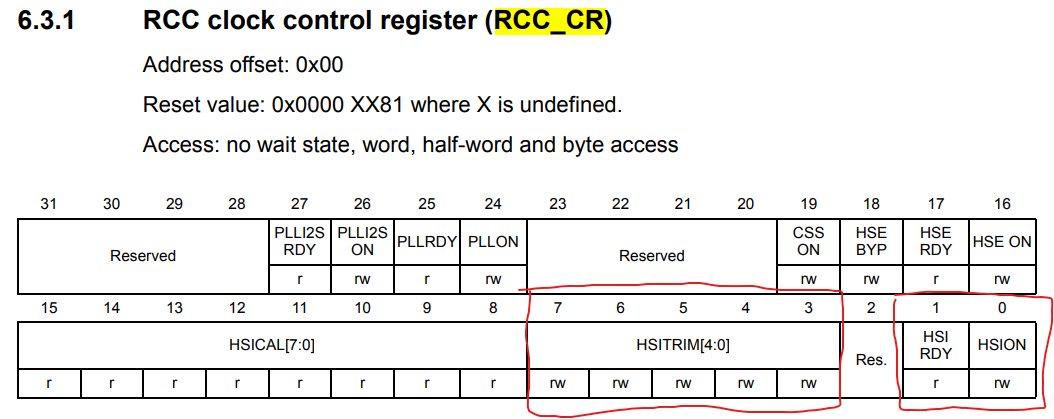 6.3.1 RCC clock control register (RCC_CR)
Address offset: 0x00
Reset value: 0x0000 XX81 where X is undefined.
Access: no wait state, word, half-word and byte access
31 30 29 28 27 26 25 24 23 22 21 20 19 18 17 16
Reserved PLLI2S RDY PLLI2S ON PLLRDY PLLON Reserved CSS ON HSE BYP HSE RDY HSE ON
r rw r rw rw rw r rw
15 14 13 12 11 10 9 8 7 6 5 4 3 2 1 0
HSICAL[7:0] HSITRIM[4:0] Res. HSI RDY HSION
r r r r r r r r rw rw rw rw rw r rw